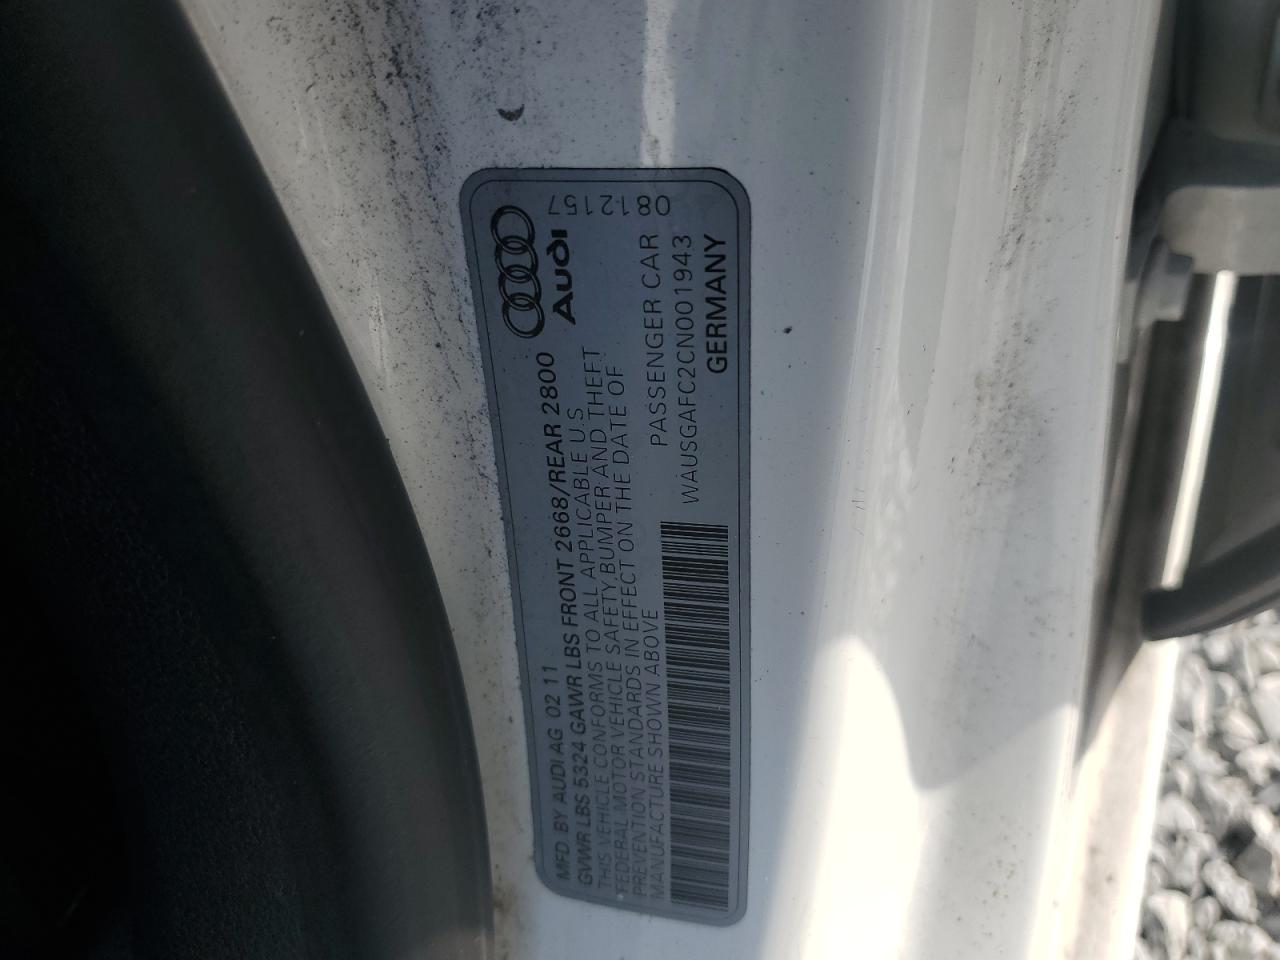 MFD BY AUDI AG 02 11
GVWR LBS 5324 GAWR LBS FRONT 2668/REAR 2800
THIS VEHICLE CONFORMS TO ALL APPLICABLE U.S
FEDERAL MOTOR VEHICLE SAFETY, BUMPER AND THEFT
PREVENTION STANDARDS IN EFFECT ON THE DATE OF
MANUFACTURE SHOWN ABOVE
Audi
0812157
PASSENGER CAR
WAUSGAFC2CN001943
GERMANY